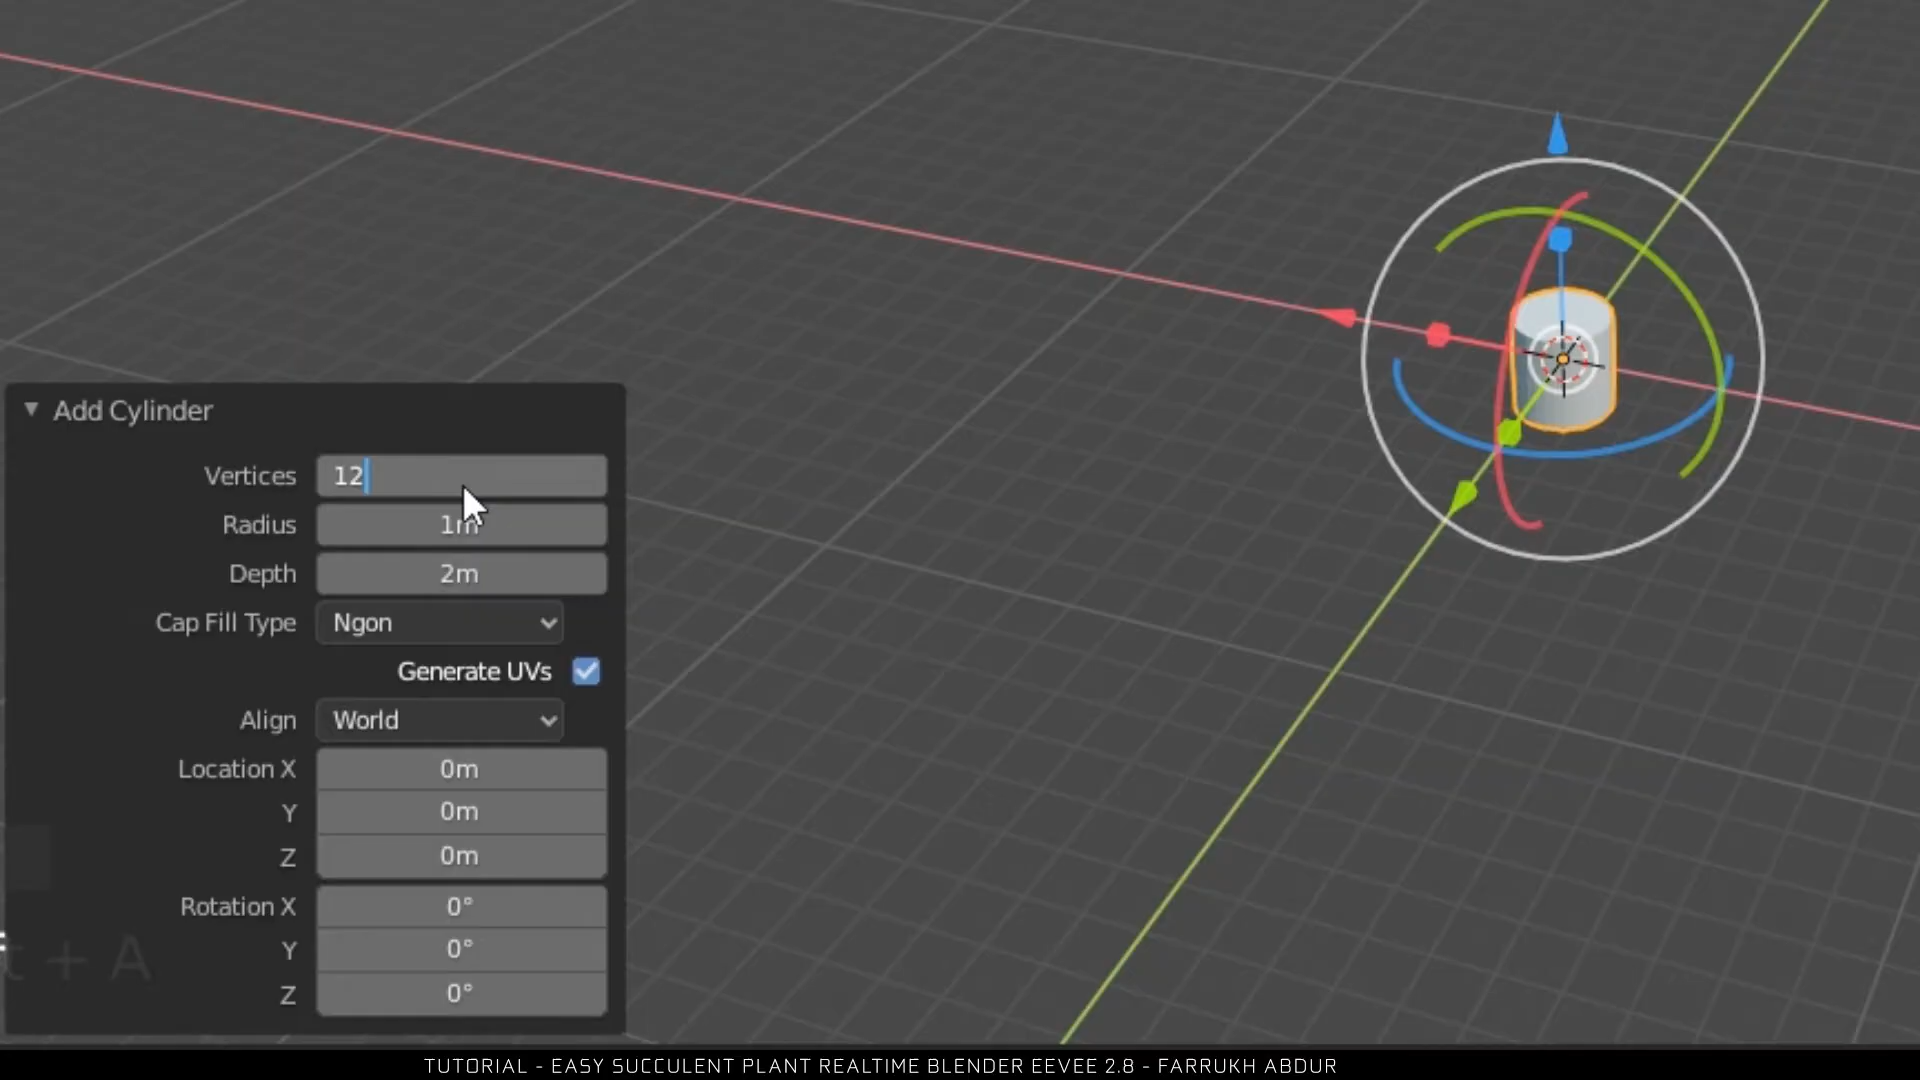 Add Cylinder
Vertices 12
Radius 1m
Depth 2m
Cap Fill Type Ngon
Generate UVs
Align World
Location X 0m
Y 0m
Z 0m
Rotation X 0°
Y 0°
Z 0°
t + A
TUTORIAL - EASY SUCCULENT PLANT REALTIME BLENDER EEVEE 2.8 - FARRUKH ABDUR